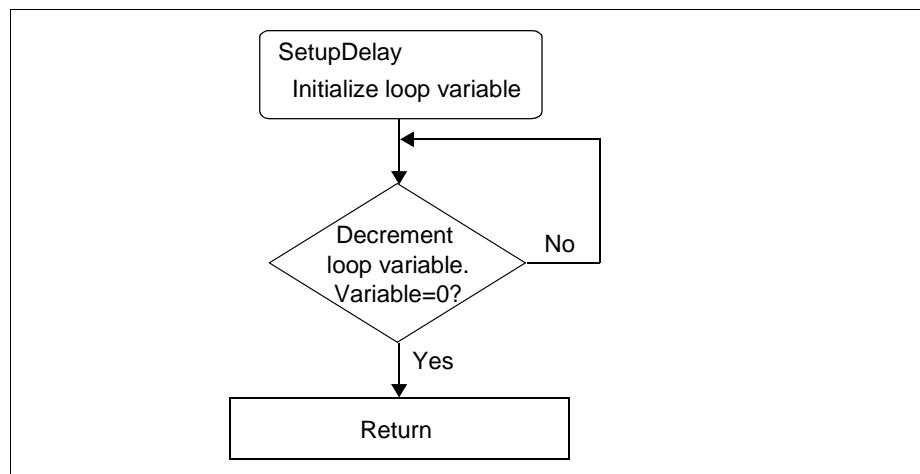 SetupDelay
Initialize loop variable
Decrement
loop variable.
Variable=0?
No
Yes
Return